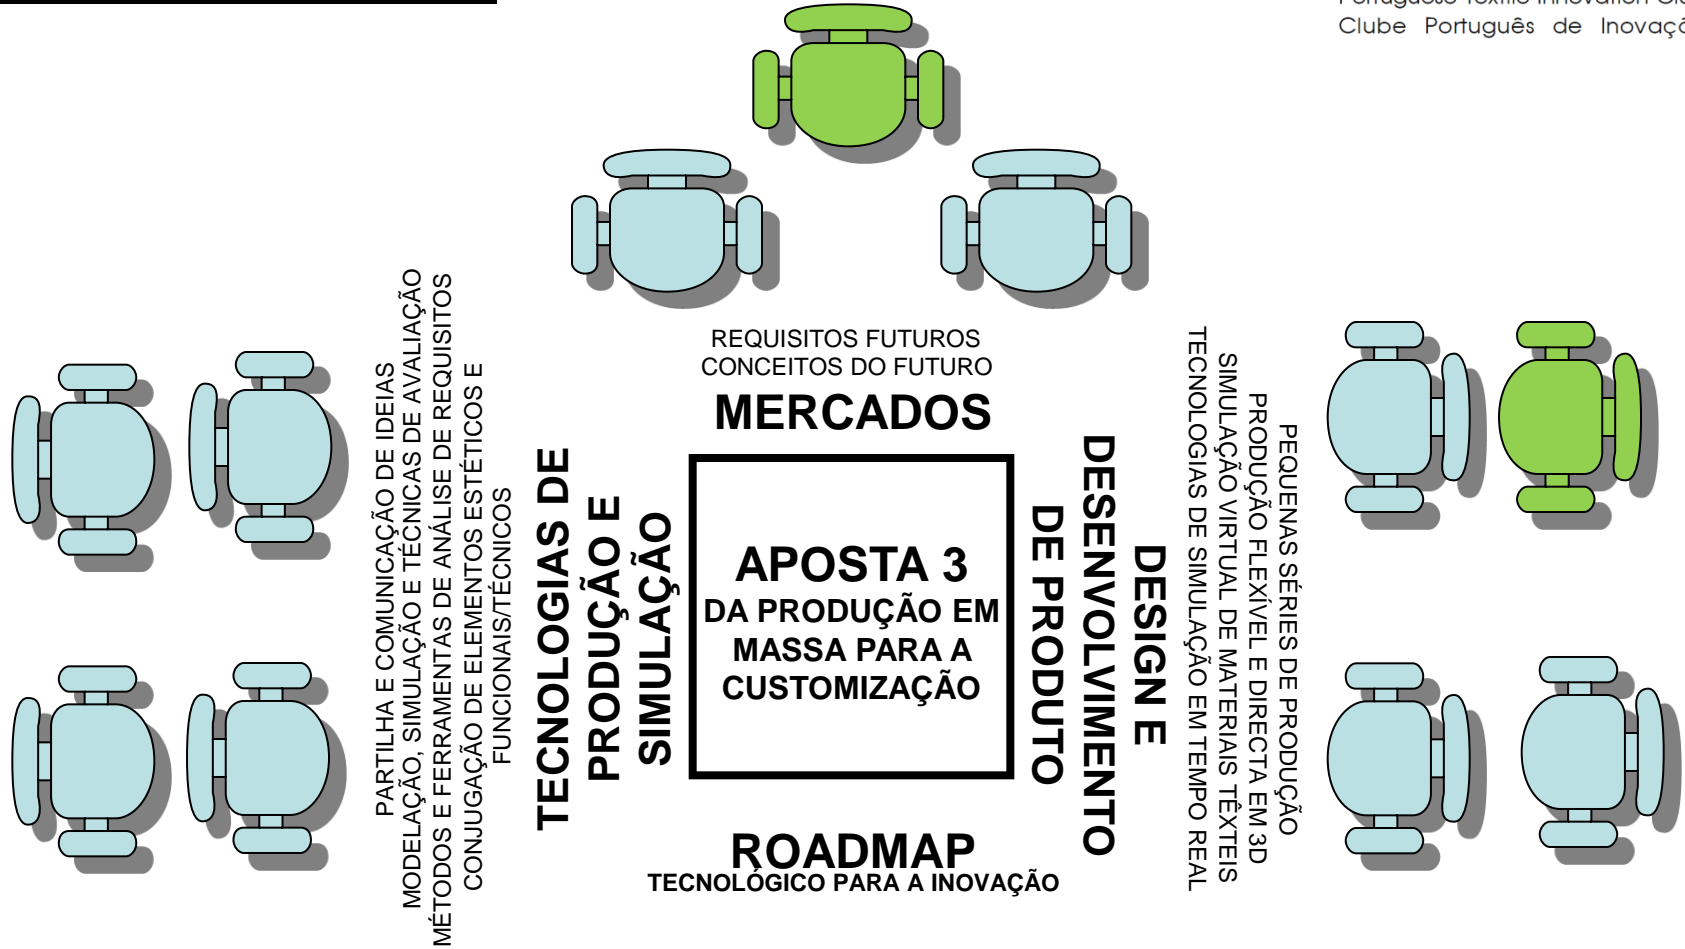 Portuguese Textile Innovation
Clube Português de
REQUISITOS FUTUROS
CONCEITOS DO FUTURO
MERCADOS
PARTILHA E COMUNICAÇÃO DE IDEIAS
MODELAÇÃO, SIMULAÇÃO E TÉCNICAS DE AVALIAÇÃO
MÉTODOS E FERRAMENTAS DE ANÁLISE DE REQUISITOS
CONJUGAÇÃO DE ELEMENTOS ESTÉTICOS E
FUNCIONAIS/TÉCNICOS
TECNOLOGIAS DE
PRODUÇÃO E
SIMULAÇÃO
APOSTA 3
DA PRODUÇÃO EM
MASSA PARA A
CUSTOMIZAÇÃO
DESIGN E
DESENVOLVIMENTO
DE PRODUTO
PEQUENAS SÉRIES DE PRODUÇÃO
PRODUÇÃO FLEXÍVEL E DIRECTA EM 3D
SIMULAÇÃO VIRTUAL DE MATERIAIS TÊXTEIS
TECNOLOGIAS DE SIMULAÇÃO EM TEMPO REAL
ROADMAP
TECNOLÓGICO PARA A INOVAÇÃO